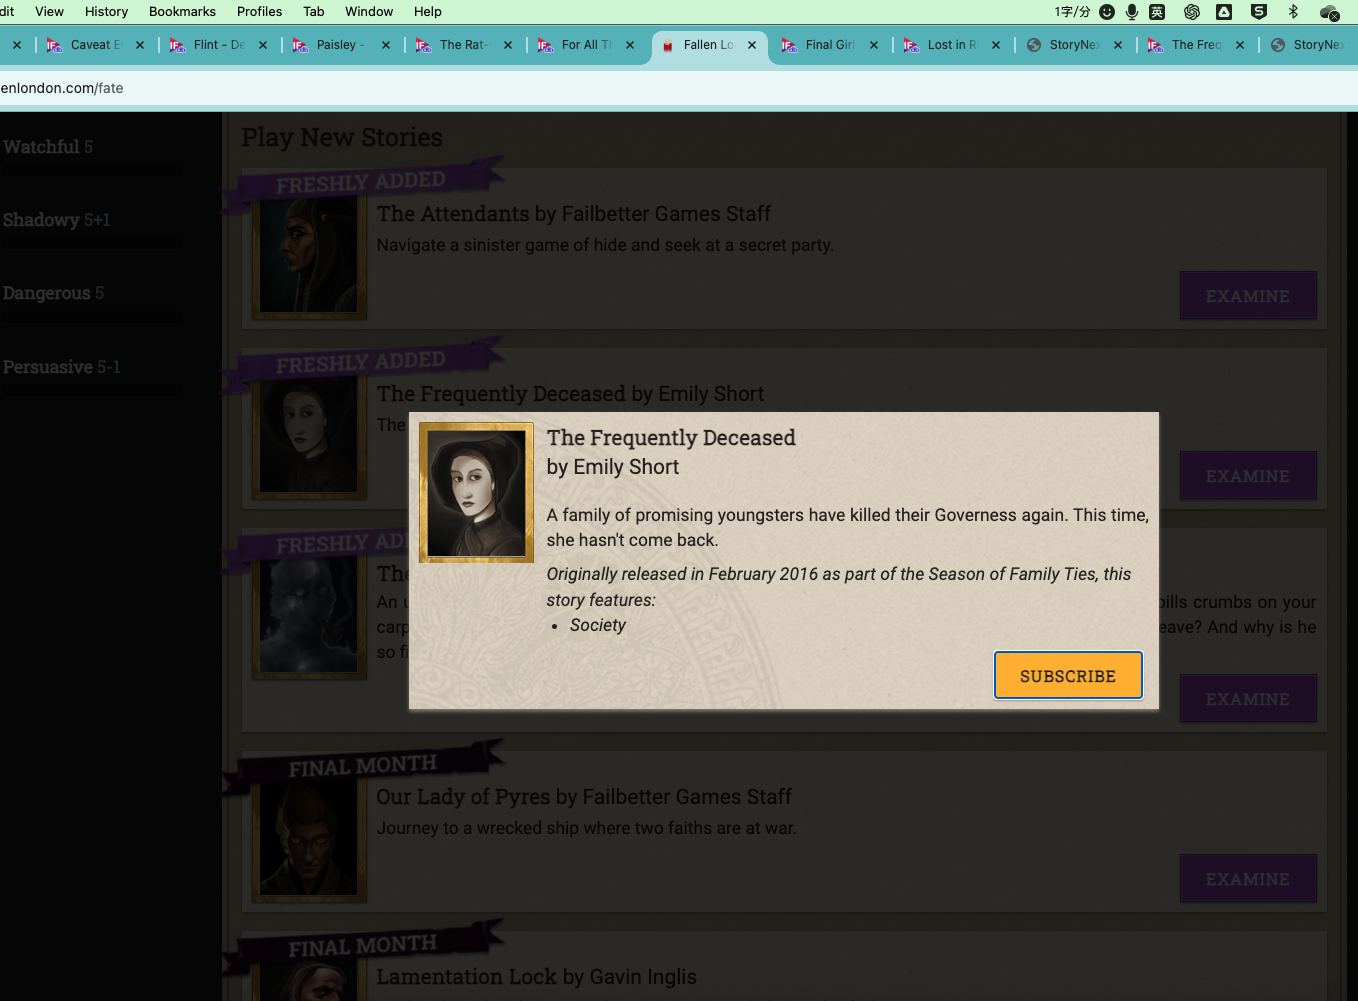 dit View History Bookmarks Profiles Tab Window Help 1字/分 英
Caveat E Flint - De Paisley - The Rat- For All Th Fallen Lo Final Girl Lost in R StoryNex The Freq StoryNex
enlondon.com/fate
Watchful 5
Shadowy 5+1
Dangerous 5
Persuasive 5-1
Play New Stories
FRESHLY ADDED
The Attendants by Failbetter Games Staff
Navigate a sinister game of hide and seek at a secret party.
EXAMINE
FRESHLY ADDED
The Frequently Deceased by Emily Short
The
EXAMINE
FRESHLY AD
The
An u
carp
so fi
pills crumbs on your
eave? And why is he
EXAMINE
The Frequently Deceased
by Emily Short
A family of promising youngsters have killed their Governess again. This time,
she hasn't come back.
Originally released in February 2016 as part of the Season of Family Ties, this
story features:
• Society
SUBSCRIBE
FINAL MONTH
Our Lady of Pyres by Failbetter Games Staff
Journey to a wrecked ship where two faiths are at war.
EXAMINE
FINAL MONTH
Lamentation Lock by Gavin Inglis